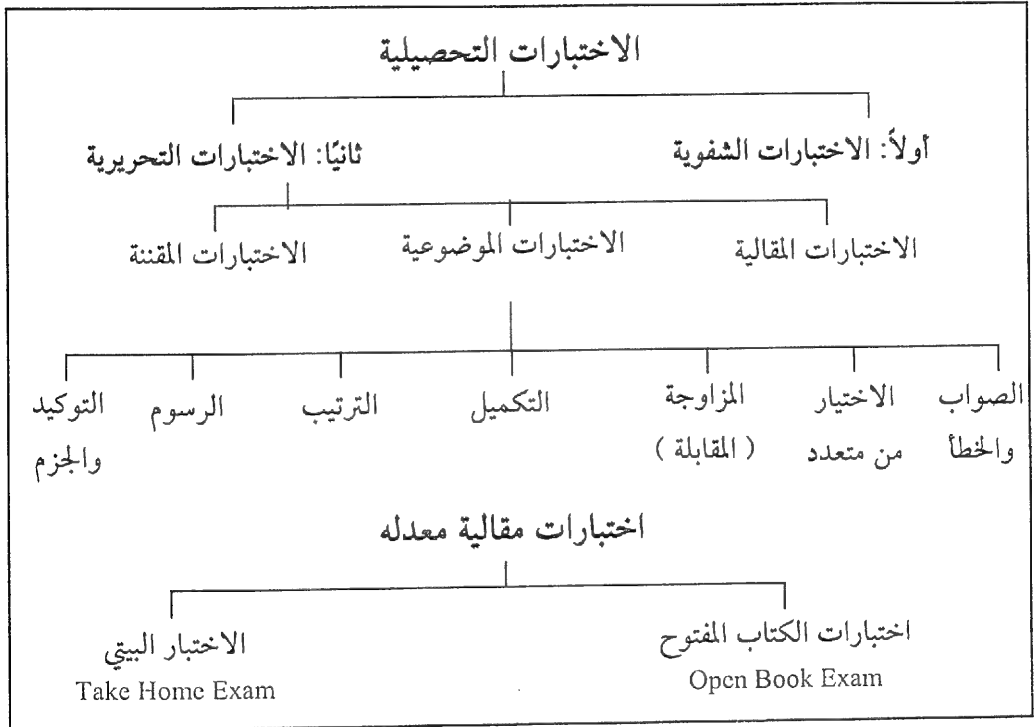 الاختبارات التحصيلية
أولاً: الاختبارات الشفوية ثانيًا: الاختبارات التحريرية
الاختبارات المقالية الاختبارات الموضوعية الاختبارات المقننة
الصواب الاختيار المزاوجة التكميل الترتيب الرسوم التوكيد
والخطأ من متعدد ( المقابلة ) والجزم
اختبارات مقالية معدله
اختبارات الكتاب المفتوح الاختبار البيتي
Open Book Exam Take Home Exam